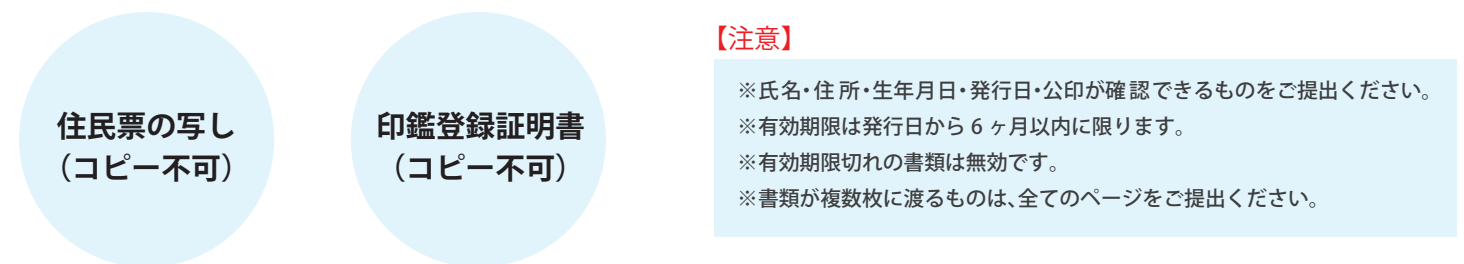 住民票の写し
（コピー不可）
印鑑登録証明書
（コピー不可）
【注意】
※氏名・住所・生年月日・発行日・公印が確認できるものをご提出ください。
※有効期限は発行日から 6 ヶ月以内に限ります。
※有効期限切れの書類は無効です。
※書類が複数枚に渡るものは、全てのページをご提出ください。